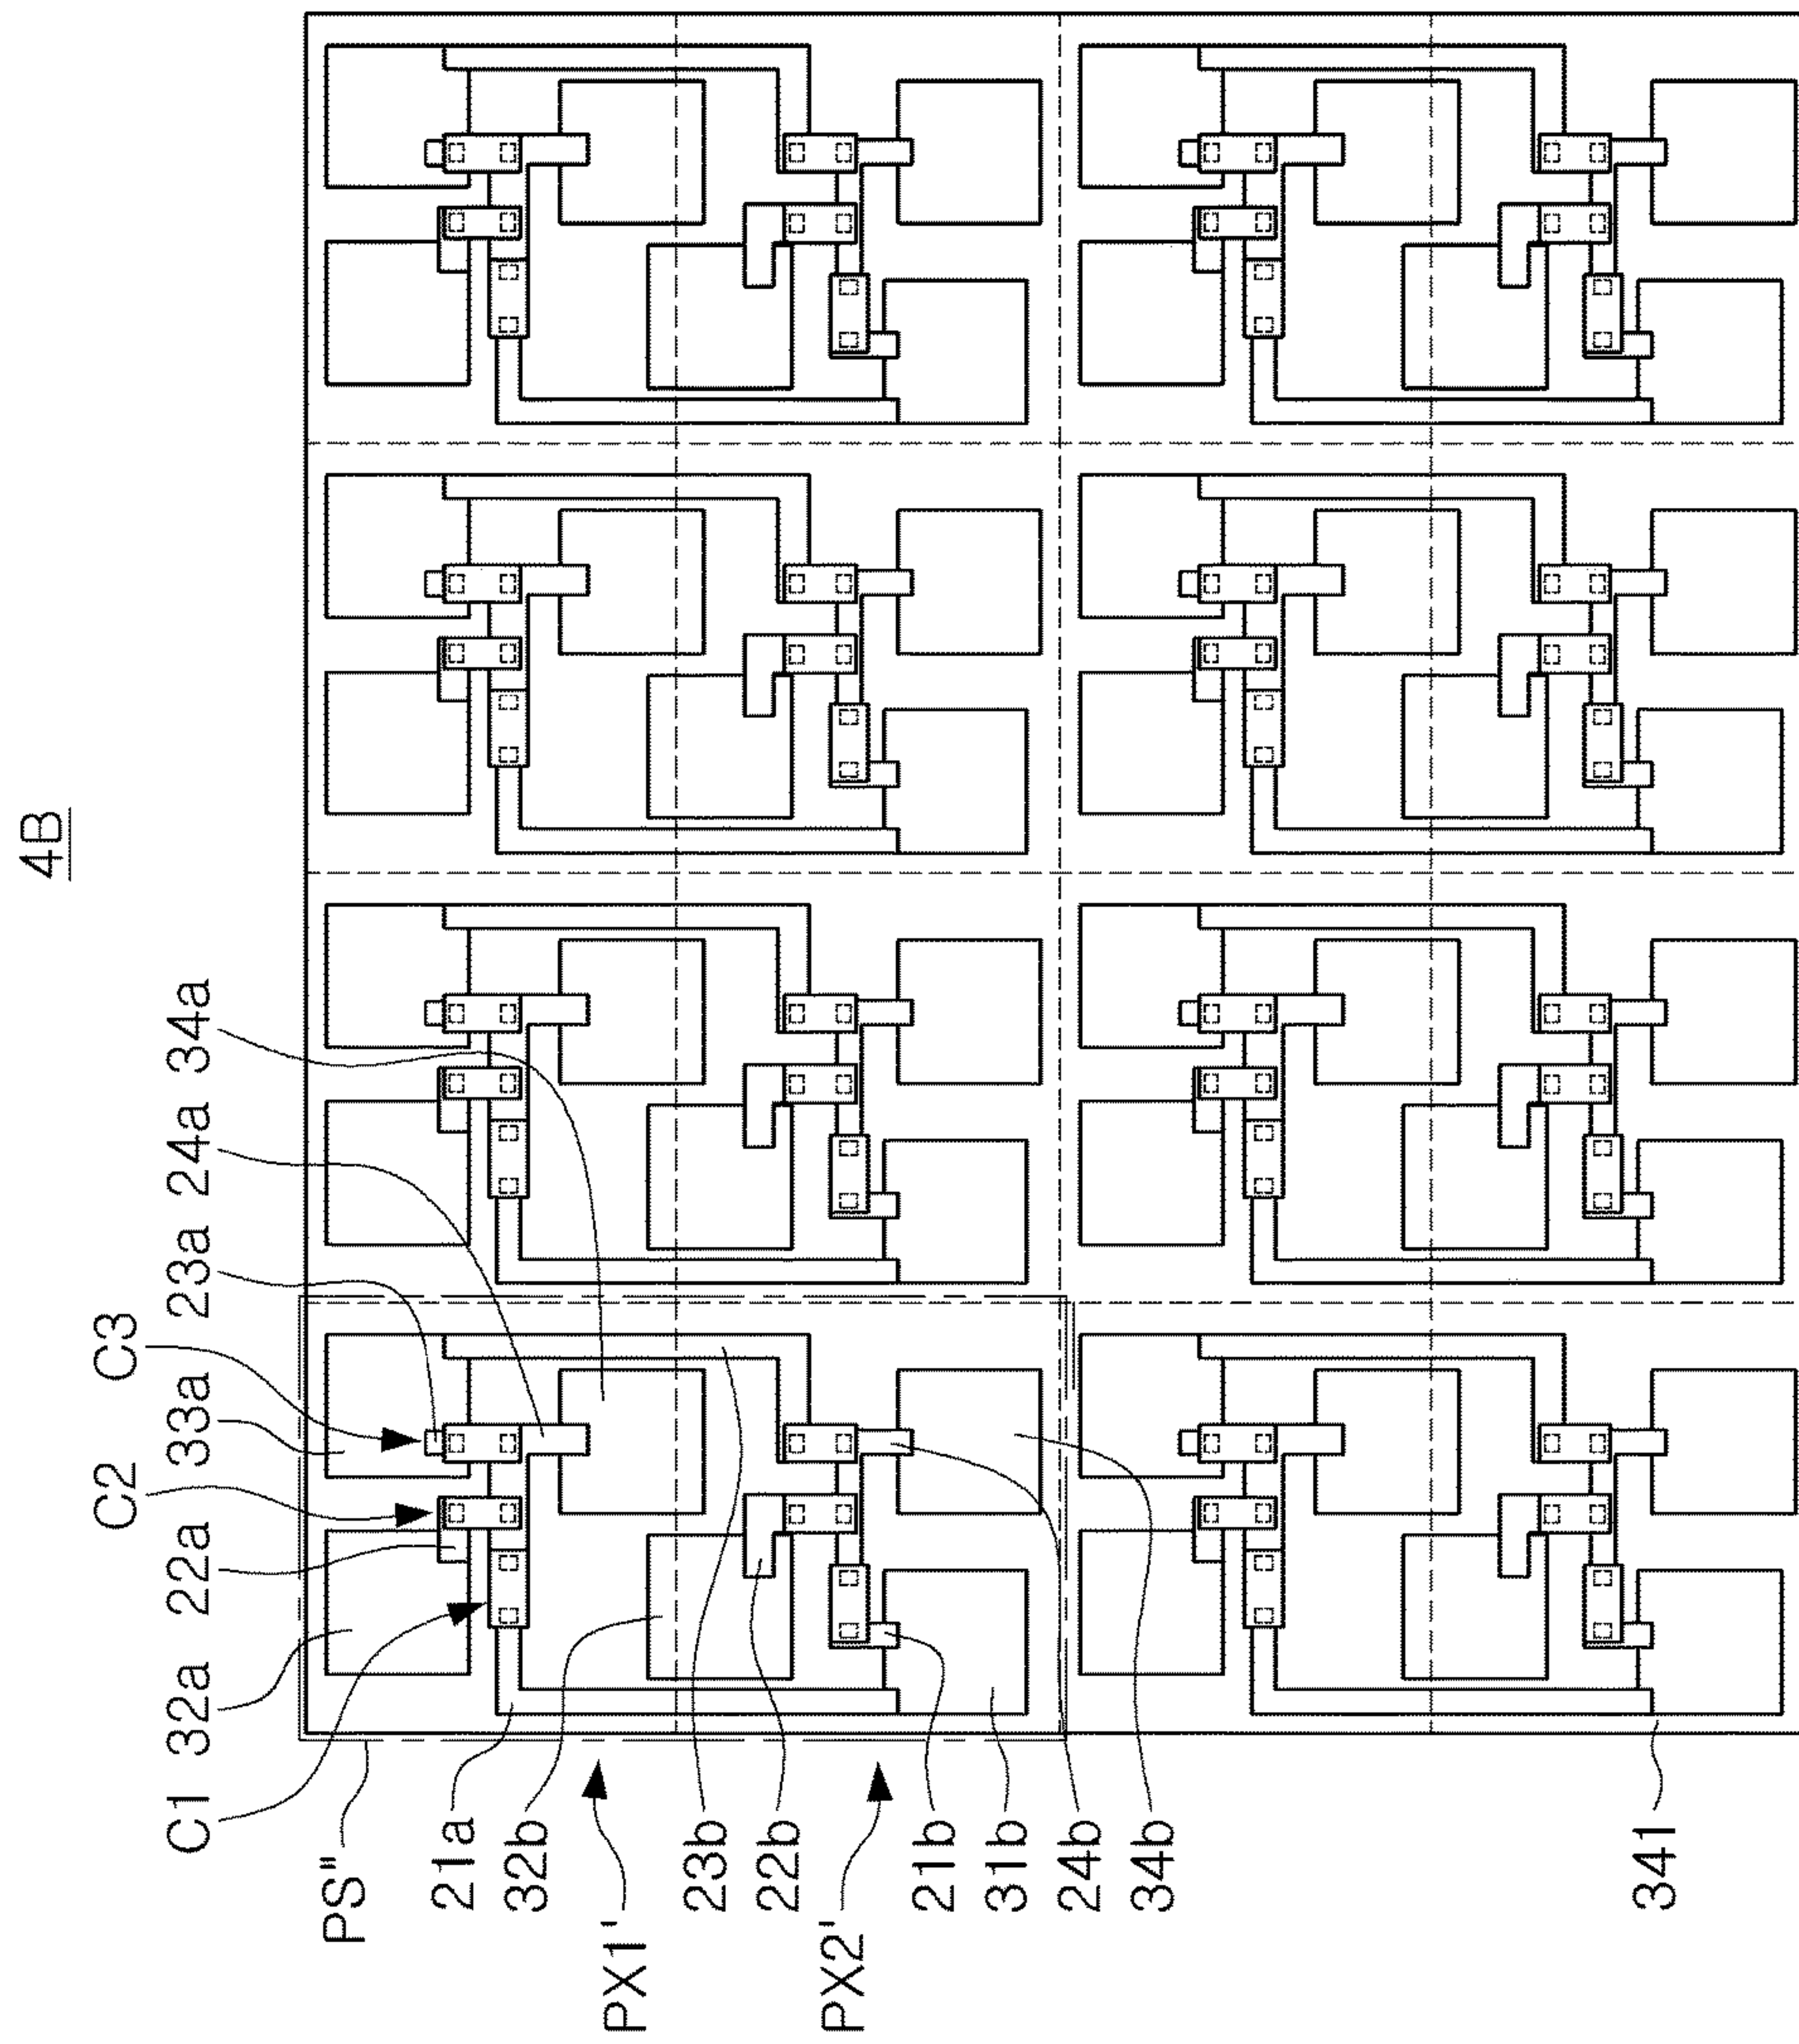 4B
C2 C3
C1 32a 22a 33a 23a 24a 34a
PS"
21a
32b
PX1'
23b
22b
PX2"
21b
31b
24b
34b
341